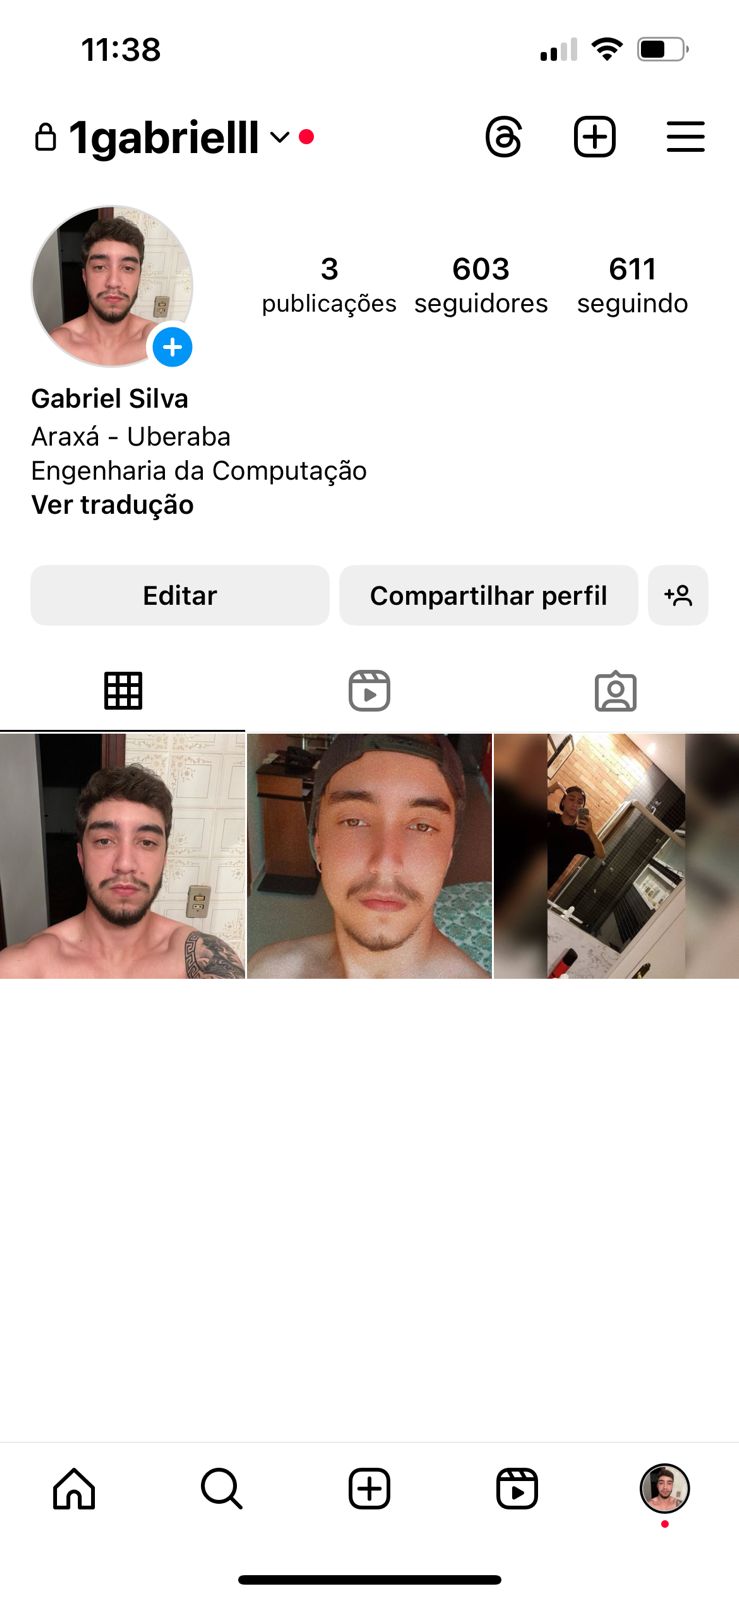 11:38
1gabrielll
3 603 611
publicações seguidores seguindo
Gabriel Silva
Araxá - Uberaba
Engenharia da Computação
Ver tradução
Editar Compartilhar perfil